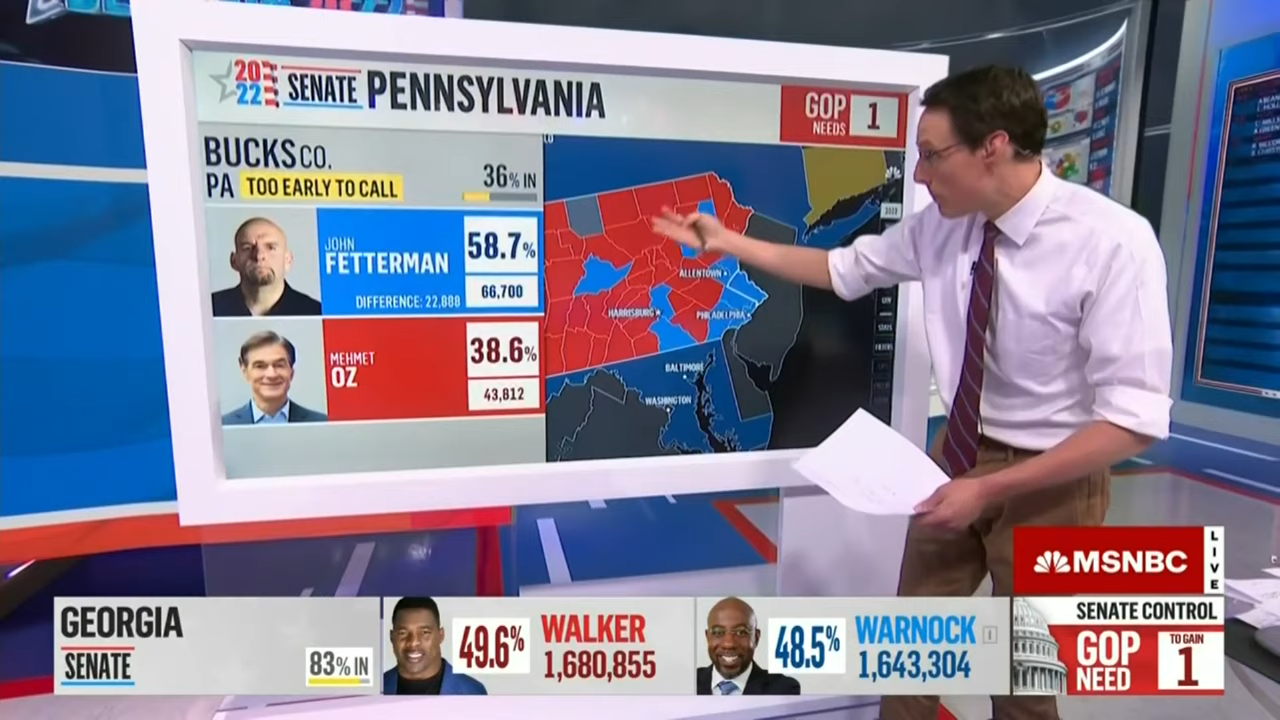 2022 SENATE PENNSYLVANIA
GOP NEEDS 1
BUCKS CO.
PA TOO EARLY TO CALL
36% IN
JOHN
FETTERMAN
58.7%
DIFFERENCE: 22,888
66,700
MEHMET
OZ
38.6%
43,812
ALLENTOWN
HARRISBURG
PHILADELPHIA
BALTIMORE
WASHINGTON
MSNBC
LIVE
GEORGIA
SENATE
83% IN
49.6%
WALKER
1,680,855
48.5%
WARNOCK
1,643,304
SENATE CONTROL
GOP NEED
TO GAIN
1